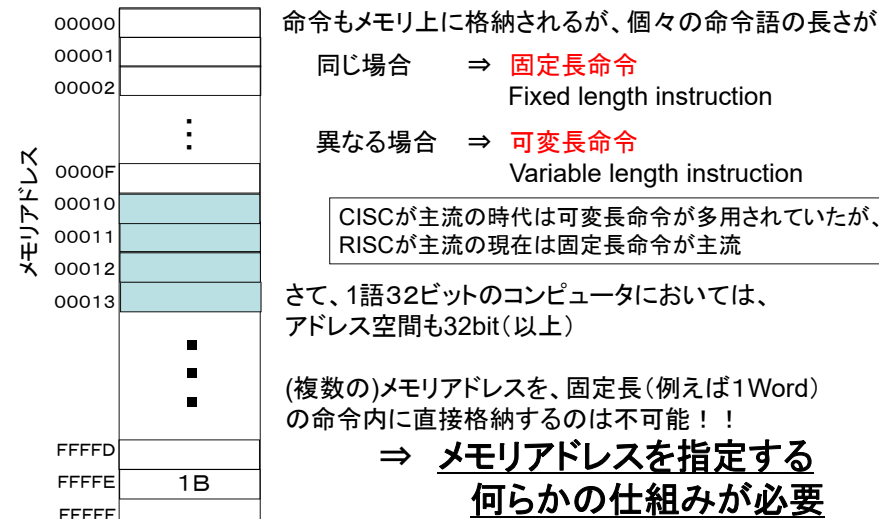 メモリアドレス
00000
00001
00002
0000F
00010
00011
00012
00013
FFFFD
FFFFE 1B
FFFFF
命令もメモリ上に格納されるが、個々の命令語の長さが
同じ場合 ⇒ 固定長命令
Fixed length instruction
異なる場合 ⇒ 可変長命令
Variable length instruction
CISCが主流の時代は可変長命令が多用されていたが、
RISCが主流の現在は固定長命令が主流
さて、1語32ビットのコンピュータにおいては、
アドレス空間も32bit(以上)
(複数の)メモリアドレスを、固定長(例えば1Word)
の命令内に直接格納するのは不可能!!
⇒ メモリアドレスを指定する
何らかの仕組みが必要